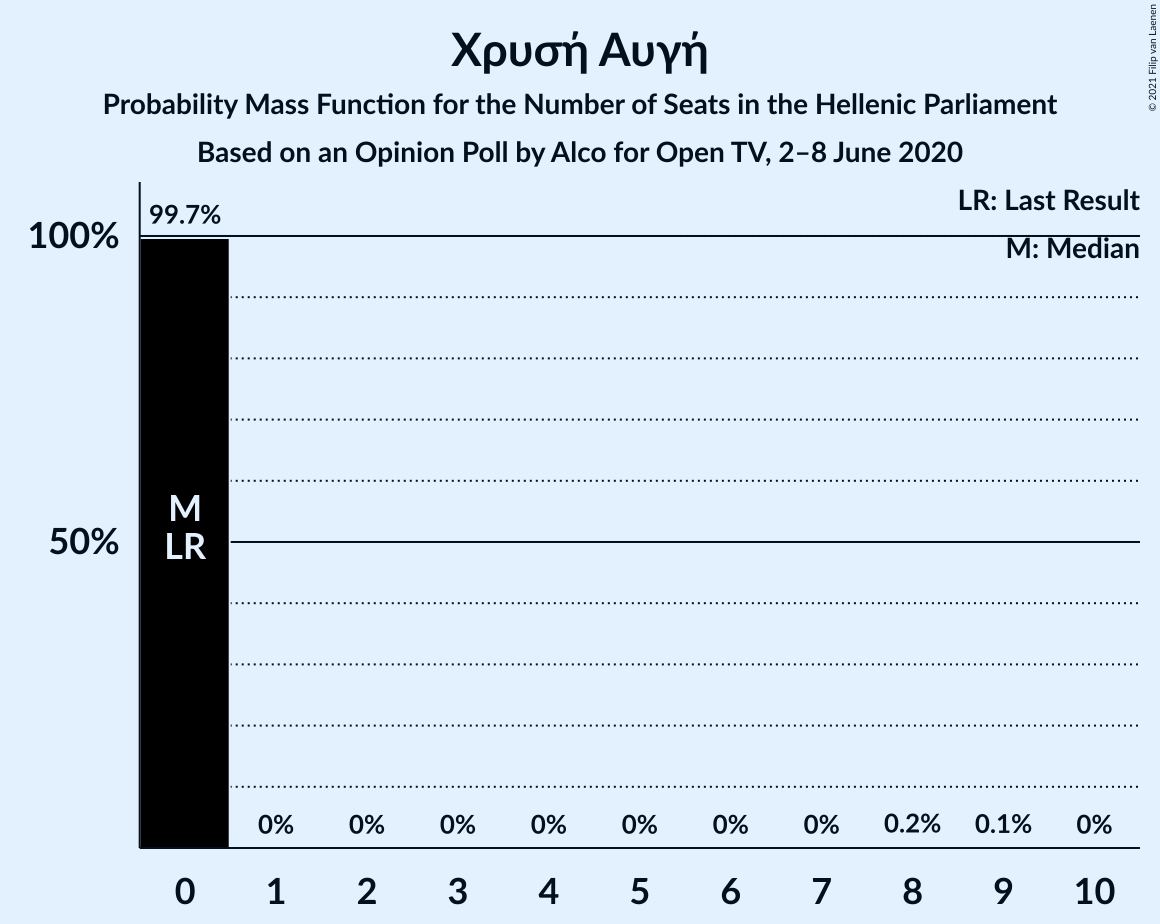 Χρυσή Αυγή
Probability Mass Function for the Number of Seats in the Hellenic Parliament
Based on an Opinion Poll by Alco for Open TV, 2–8 June 2020
© 2021 Filip van Laenen
LR: Last Result
M: Median
99.7%
100%
M
LR
50%
0% 0% 0% 0% 0% 0% 0% 0.2% 0.1% 0%
0 1 2 3 4 5 6 7 8 9 10